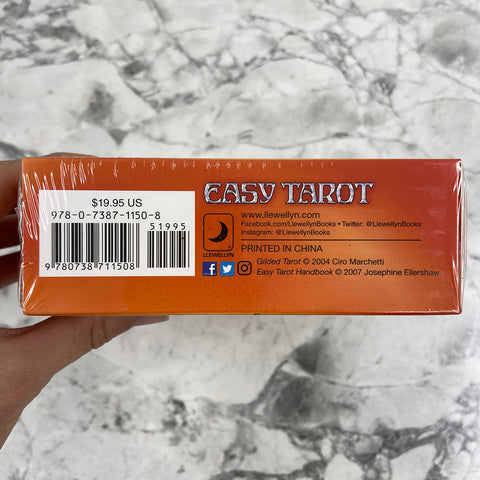 $19.95 US
978-0-7387-1150-8
51995
9 780738 711508
EASY TAROT
www.llewellyn.com
Facebook.com/LlewellynBooks • Twitter: @LlewellynBooks
Instagram: @LlewellynBooks
LLEWELLYN
PRINTED IN CHINA
Gilded Tarot © 2004 Ciro Marchetti
Easy Tarot Handbook © 2007 Josephine Ellershaw